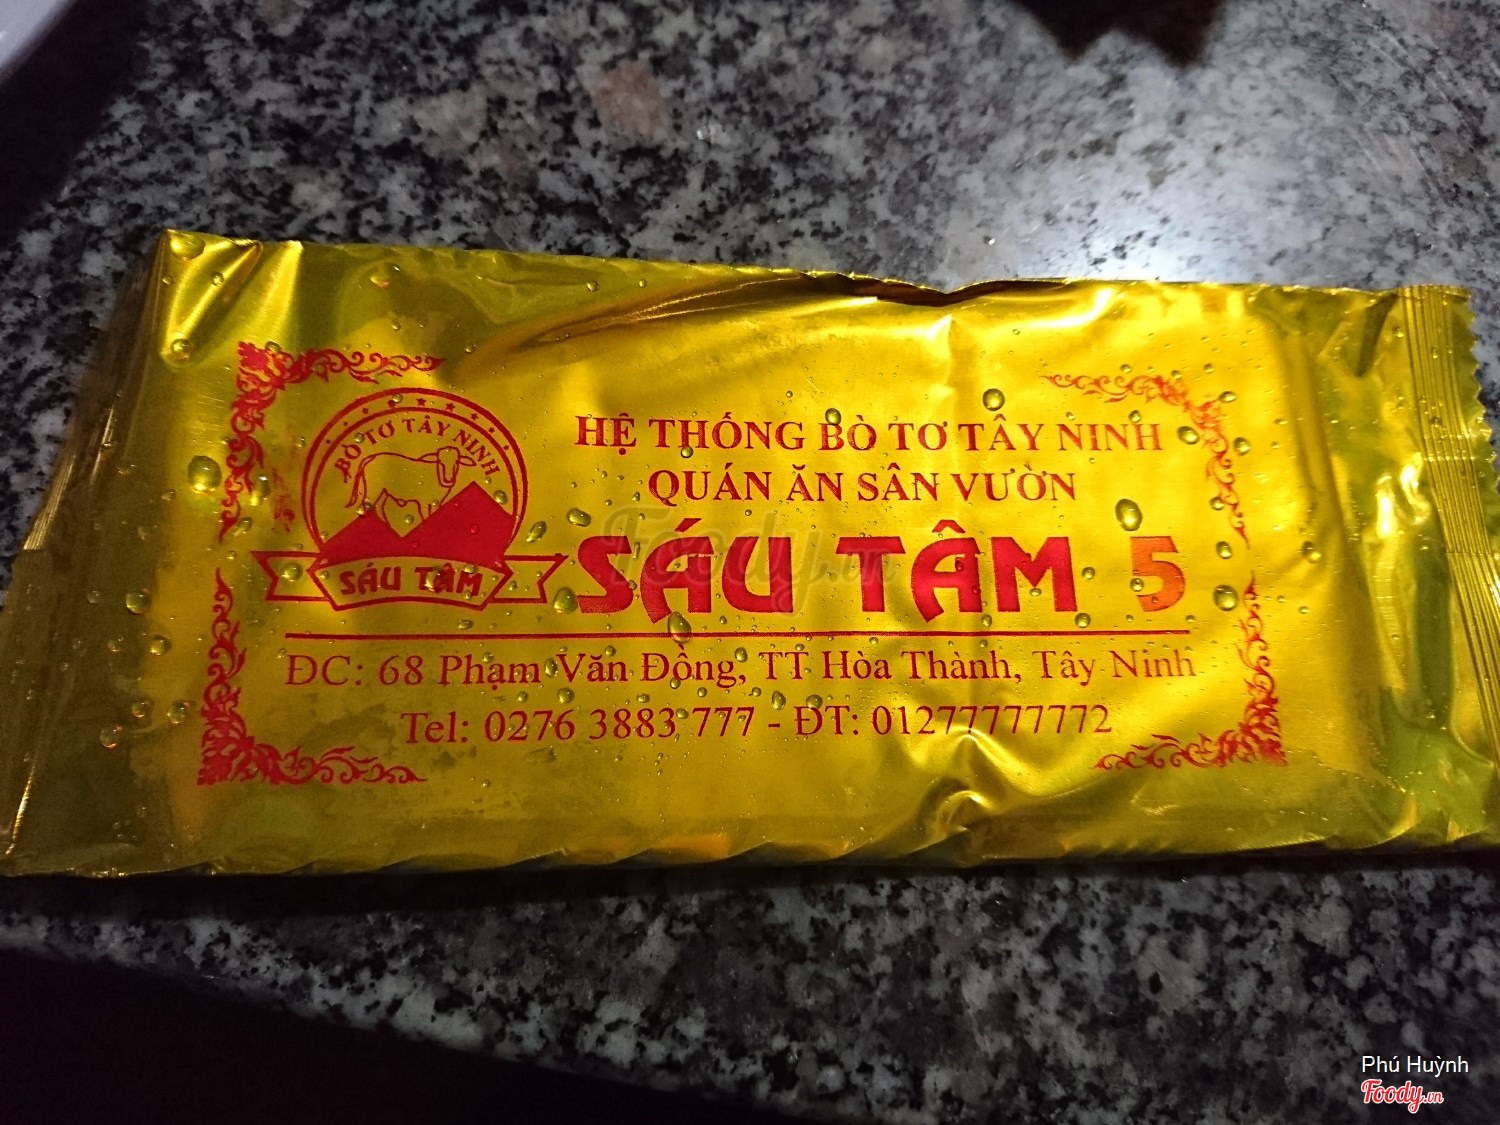 BÒ TƠ TÂY NINH
SÁU TÂM
HỆ THỐNG BÒ TƠ TÂY NINH
QUÁN ĂN SÂN VƯỜN
SÁU TÂM 5
ĐC: 68 Phạm Văn Đồng, TT Hòa Thành, Tây Ninh
Tel: 0276 3883 777 - ĐT: 01277777772
Foody.vn
Phú Huỳnh
Foody.vn